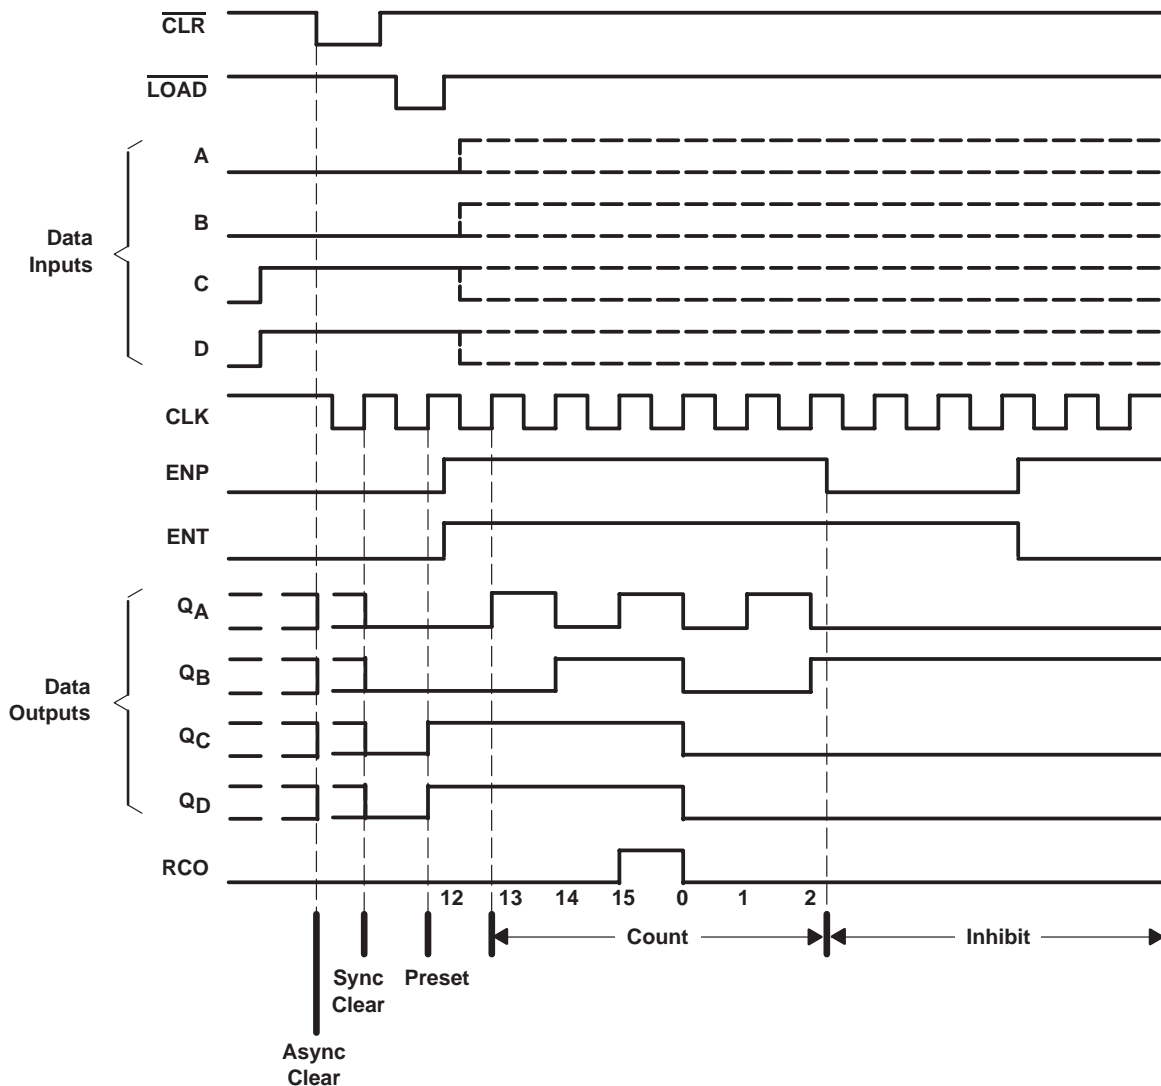 CLR
LOAD
A
B
Data
Inputs
C
D
CLK
ENP
ENT
QA
QB
Data
Outputs
QC
QD
RCO
12 13 14 15 0 1 2
Count Inhibit
Sync
Clear
Preset
Async
Clear